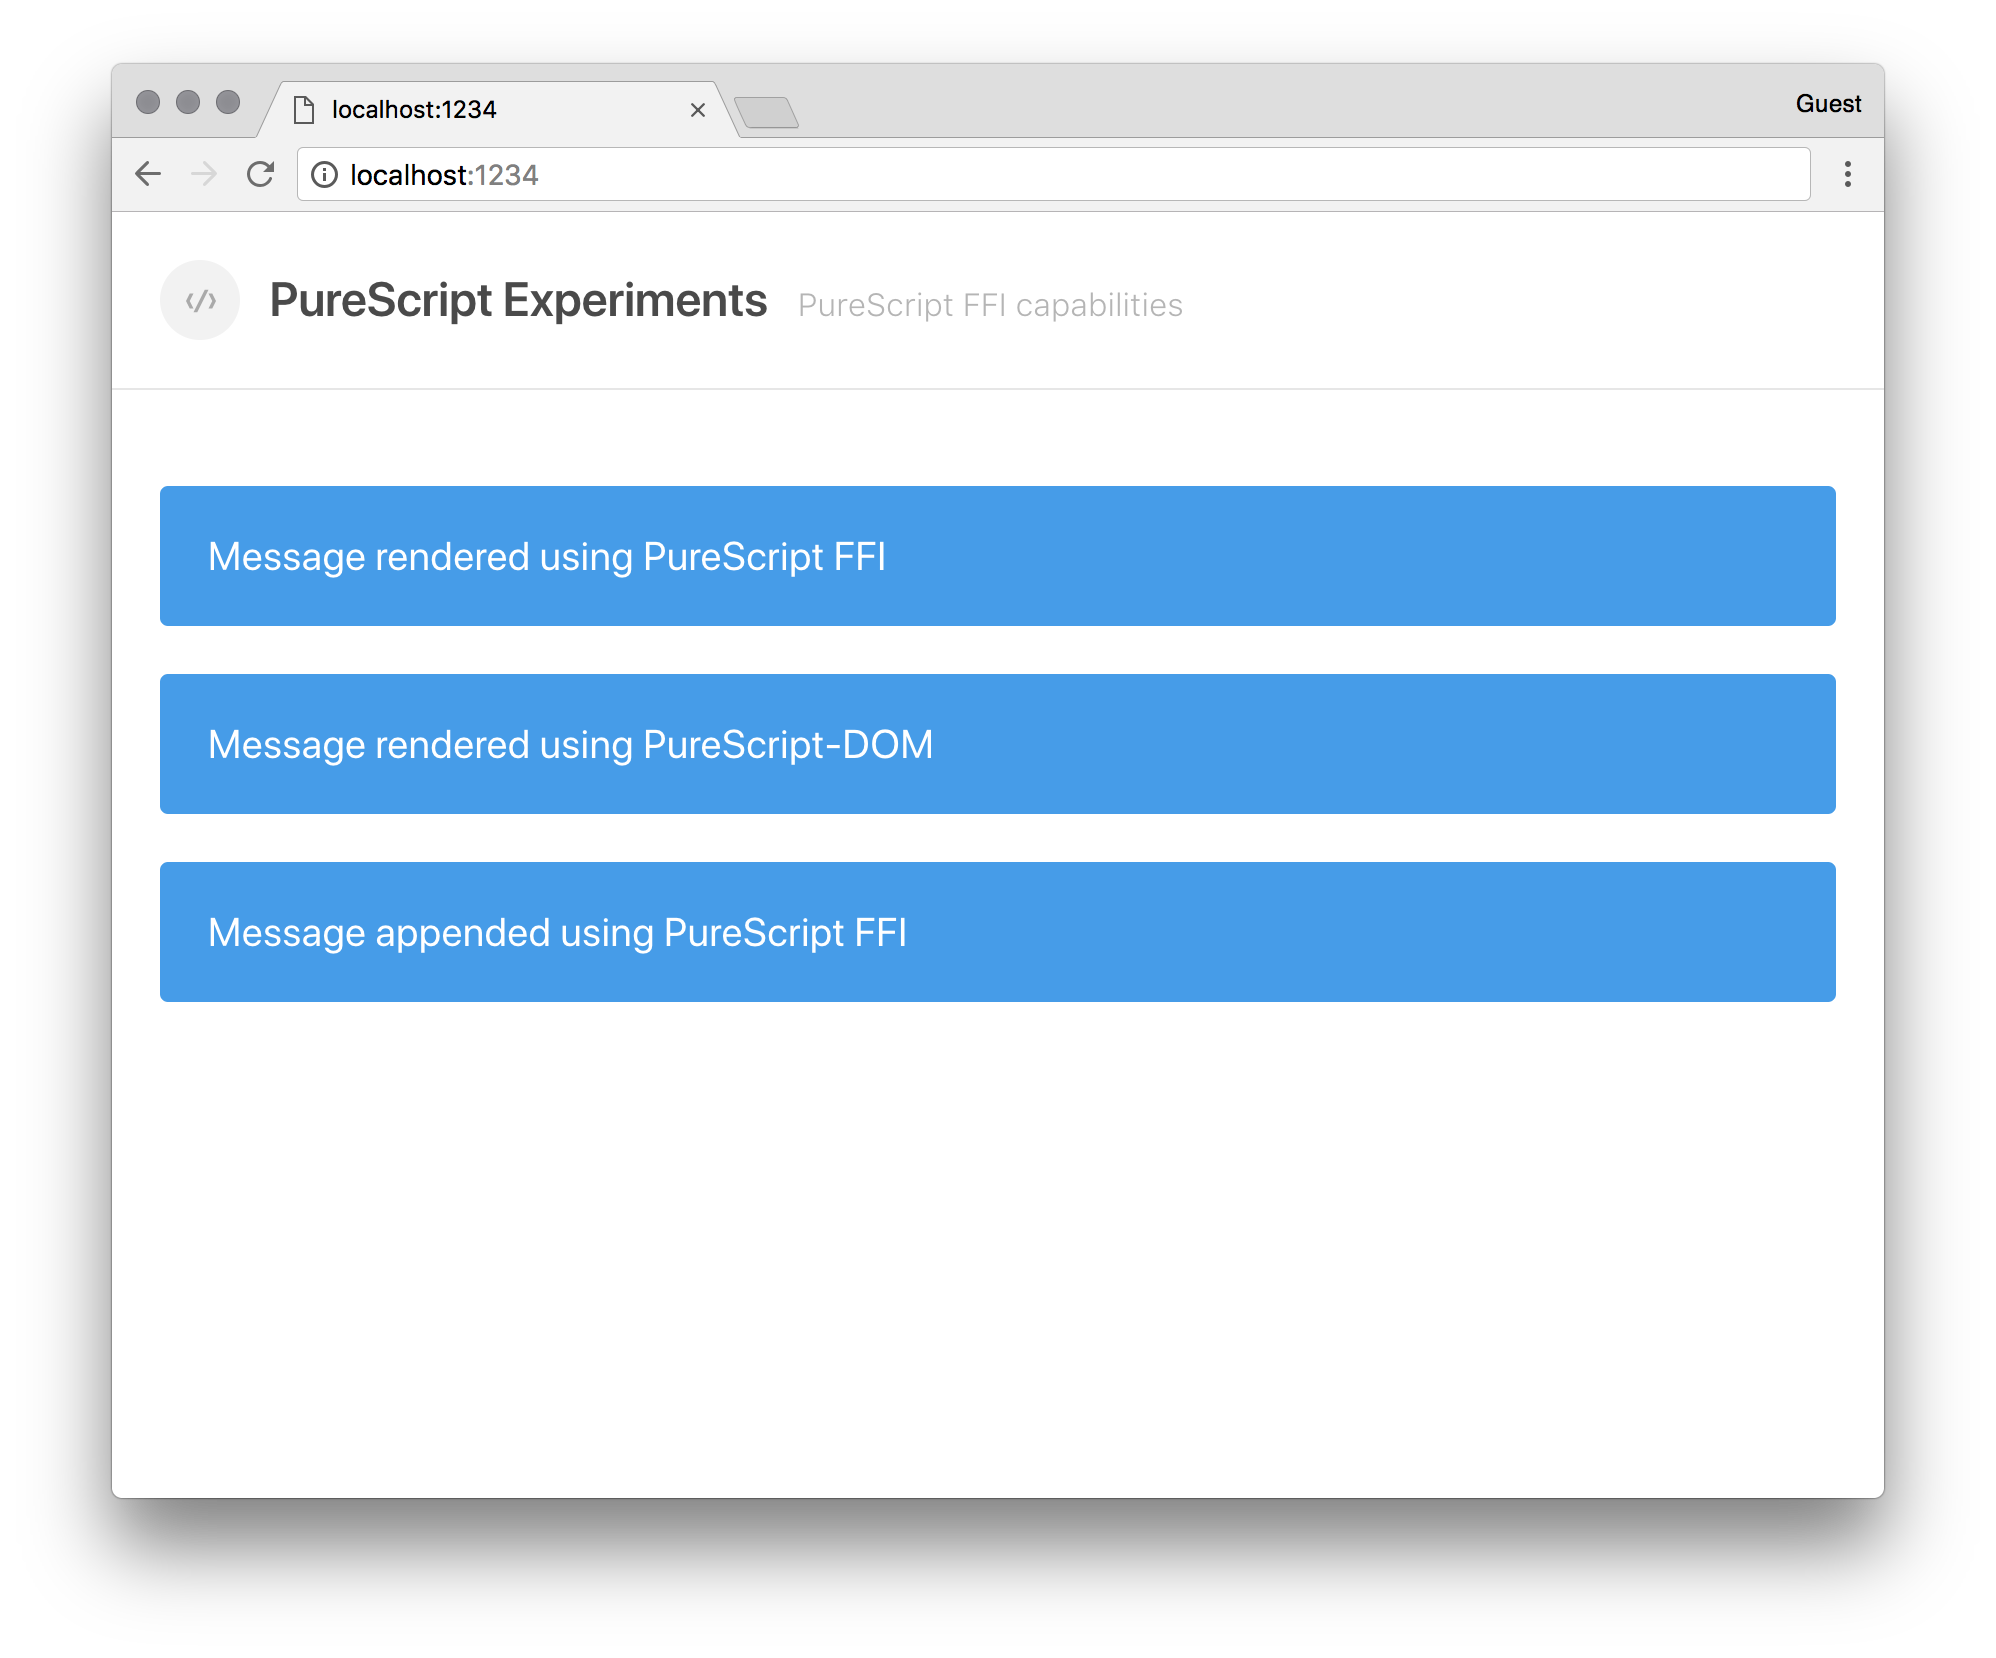 localhost:1234
Guest
localhost:1234
PureScript Experiments PureScript FFI capabilities
Message rendered using PureScript FFI
Message rendered using PureScript-DOM
Message appended using PureScript FFI